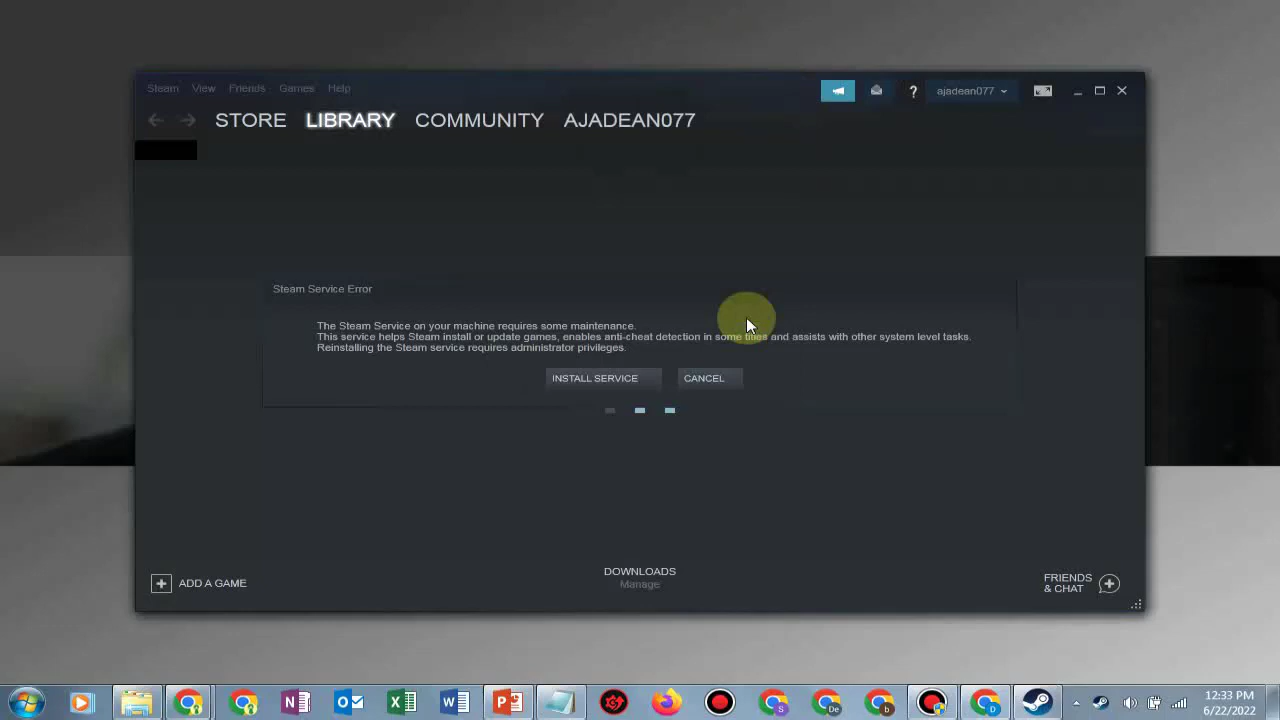 Steam View Friends Games Help
? ajadean077
STORE LIBRARY COMMUNITY AJADEAN077
Steam Service Error
The Steam Service on your machine requires some maintenance.
This service helps Steam install or update games, enables anti-cheat detection in some titles and assists with other system level tasks.
Reinstalling the Steam service requires administrator privileges.
INSTALL SERVICE CANCEL
ADD A GAME
DOWNLOADS
Manage
FRIENDS
& CHAT
12:33 PM
6/22/2022